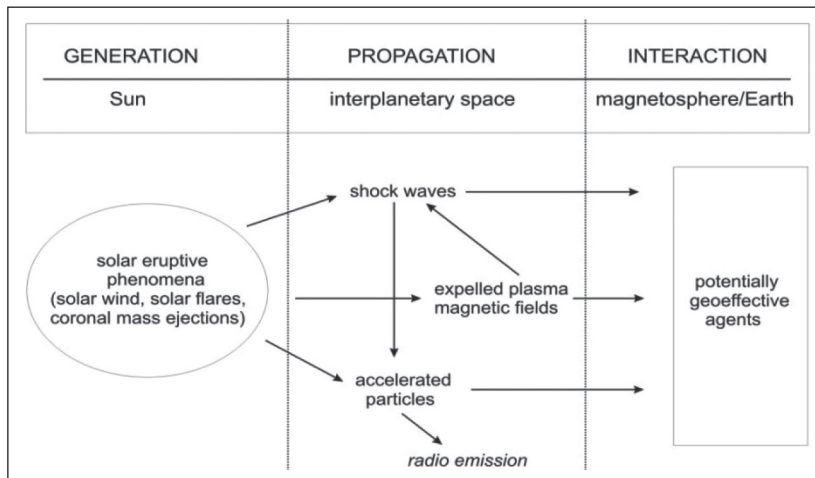 GENERATION
PROPAGATION
INTERACTION
Sun
interplanetary space
magnetosphere/Earth
shock waves
solar eruptive
phenomena
(solar wind, solar flares,
coronal mass ejections)
expelled plasma
magnetic fields
potentially
geoeffective
agents
accelerated
particles
radio emission